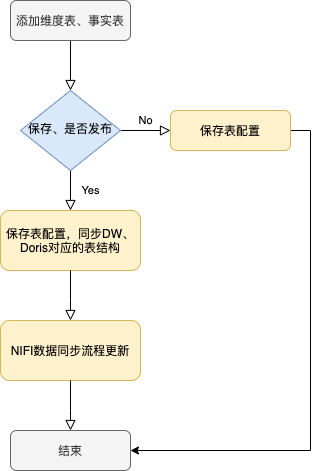 添加维度表、事实表
保存、是否发布
No
保存表配置
Yes
保存表配置，同步DW、
Doris对应的表结构
NIFI数据同步流程更新
结束